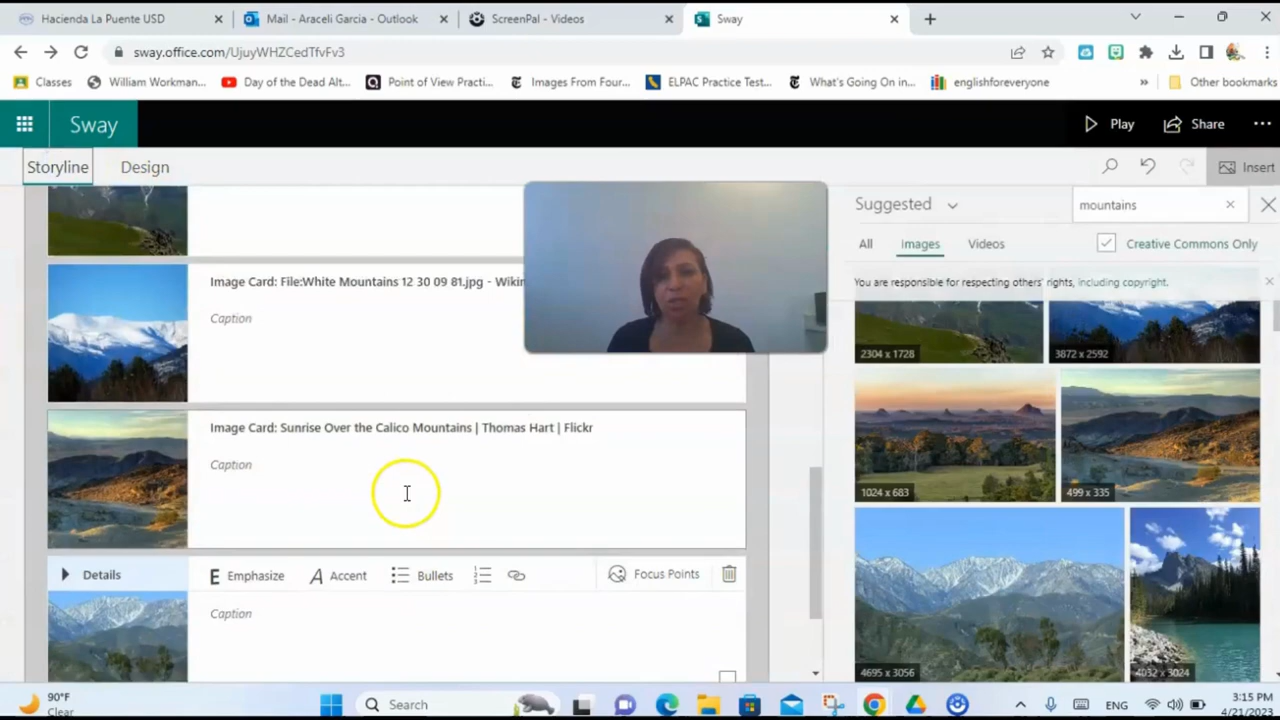 Hacienda La Puente USD
Mail - Araceli Garcia - Outlook
ScreenPal - Videos
Sway
sway.office.com/UjuyWHZCedTfvFv3
Classes
William Workman...
Day of the Dead Alt...
Point of View Practi...
Images From Four...
ELPAC Practice Test...
What's Going On in...
englishforeveryone
»
Other bookmarks
Sway
Play
Share
Storyline
Design
Insert
Suggested
mountains
All
Images
Videos
Creative Commons Only
You are responsible for respecting others' rights, including copyright.
Image Card: File:White Mountains 12 30 09 81.jpg - Wikin
Caption
2304 x 1728
3872 x 2592
Image Card: Sunrise Over the Calico Mountains | Thomas Hart | Flickr
Caption
1024 x 683
499 x 335
Details
E Emphasize
A Accent
Bullets
Focus Points
Caption
4695 x 3056
4032 x 3024
90°F
Clear
Search
ENG
3:15 PM
4/21/2023